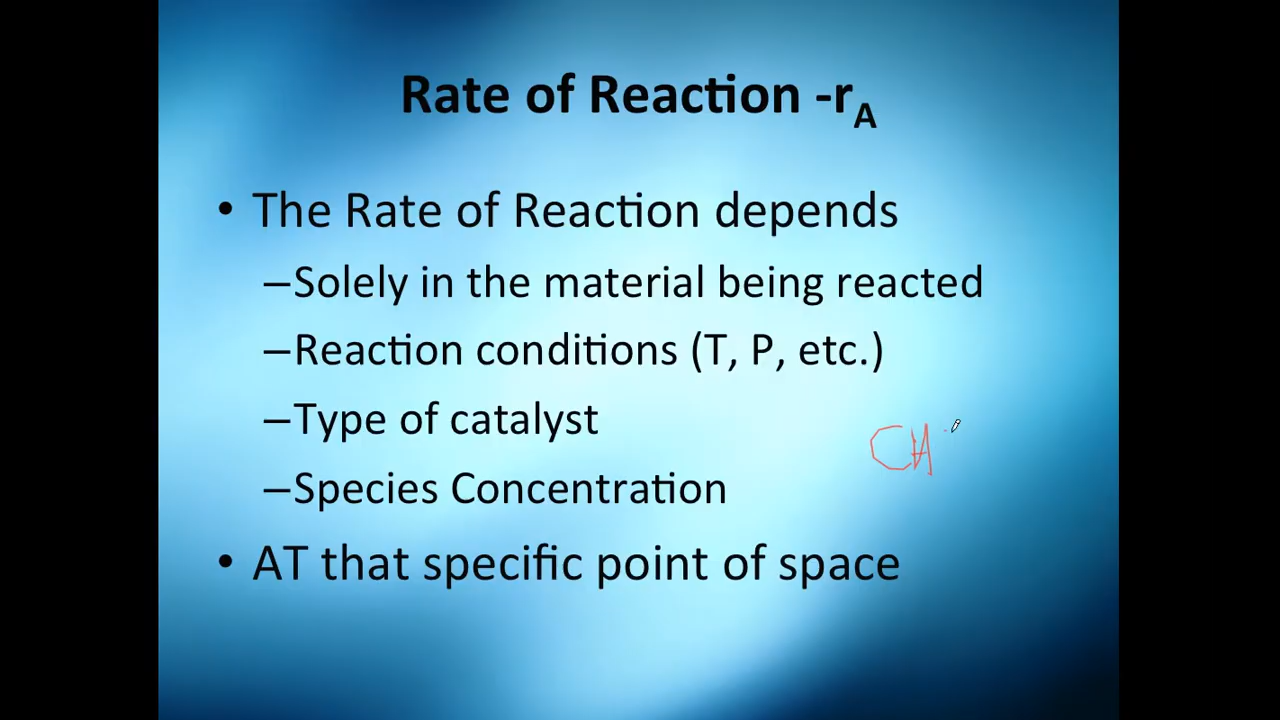 Rate of Reaction -rA
• The Rate of Reaction depends
–Solely in the material being reacted
–Reaction conditions (T, P, etc.)
–Type of catalyst
CH
–Species Concentration
• AT that specific point of space